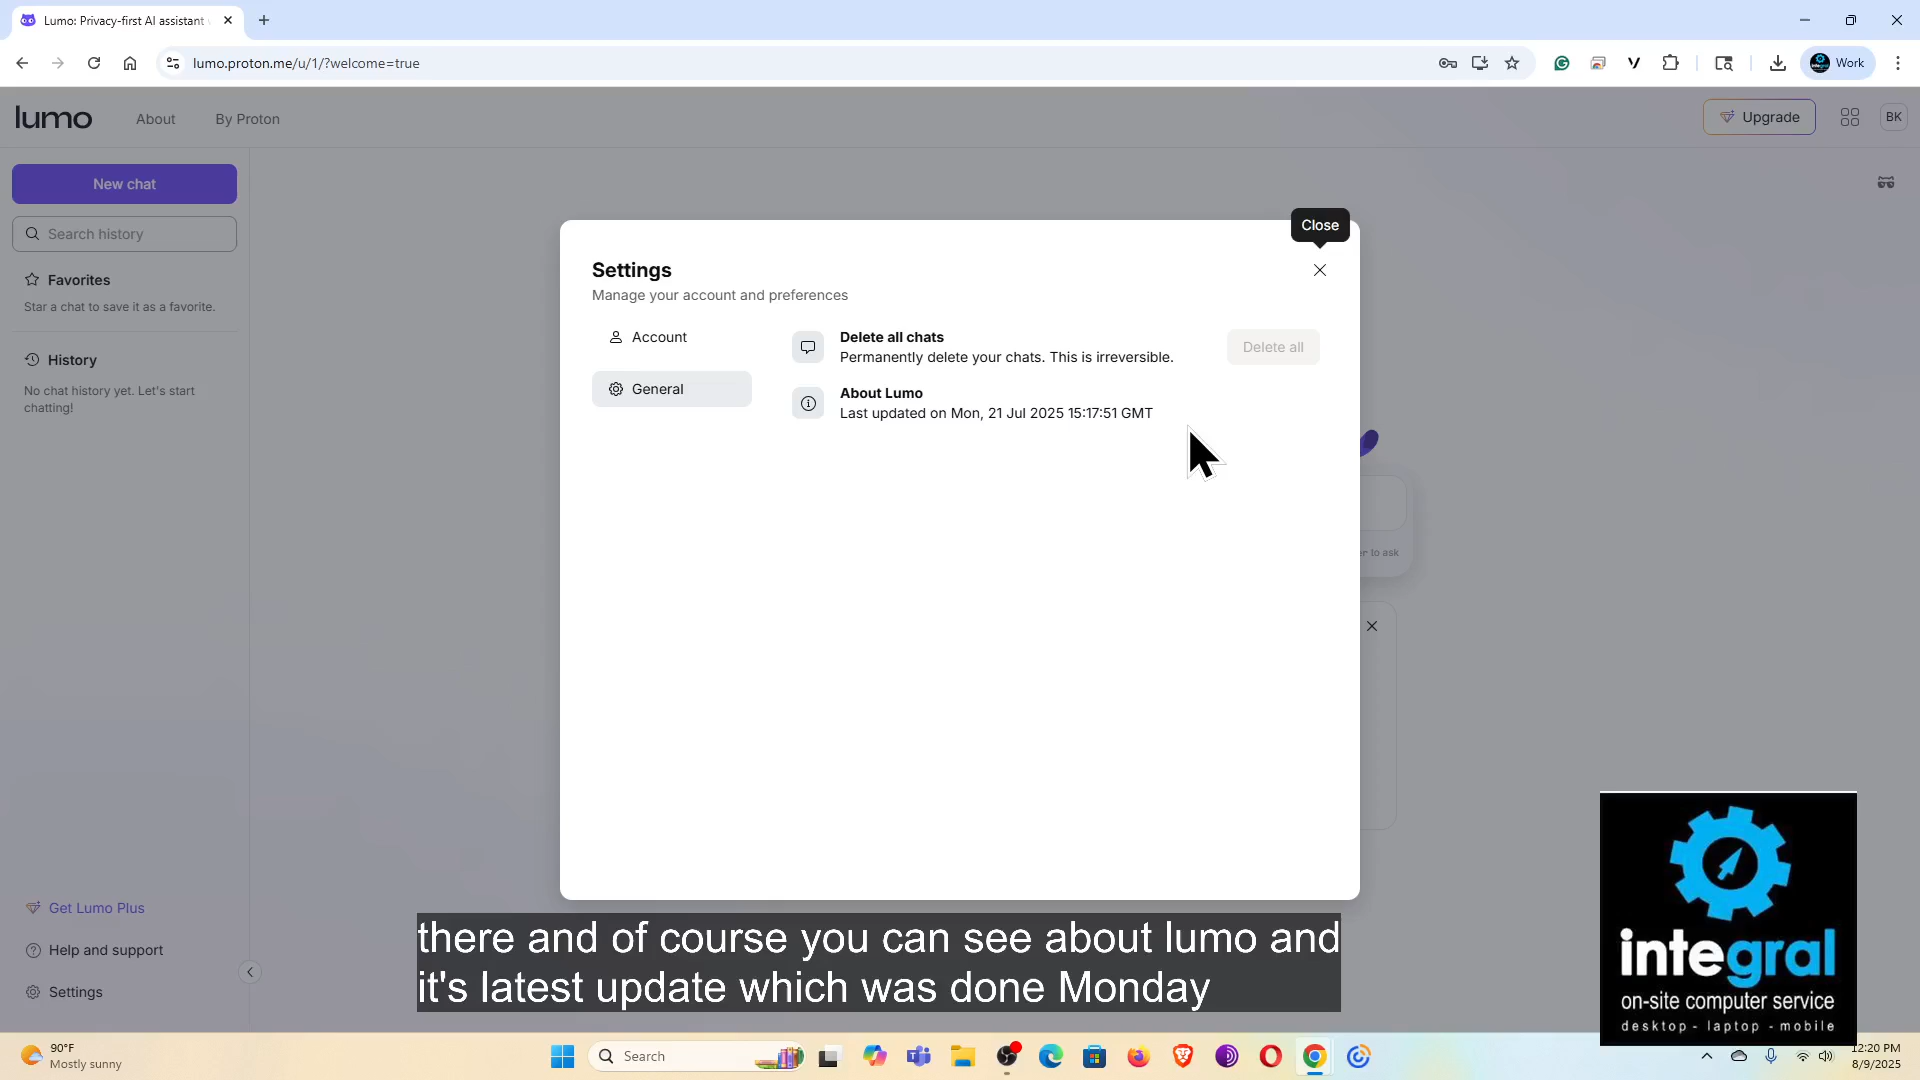 Lumo: Privacy-first AI assistant
lumo.proton.me/u/1/?welcome=true
Work
lumo
About
By Proton
Upgrade
BK
New chat
Search history
Favorites
Star a chat to save it as a favorite.
History
No chat history yet. Let's start
chatting!
Close
Settings
Manage your account and preferences
Account
General
Delete all chats
Permanently delete your chats. This is irreversible.
Delete all
About Lumo
Last updated on Mon, 21 Jul 2025 15:17:51 GMT
to ask
Get Lumo Plus
Help and support
Settings
there and of course you can see about lumo and
it's latest update which was done Monday
integral
on-site computer service
desktop - laptop - mobile
90°F
Mostly sunny
Search
12:20 PM
8/9/2025